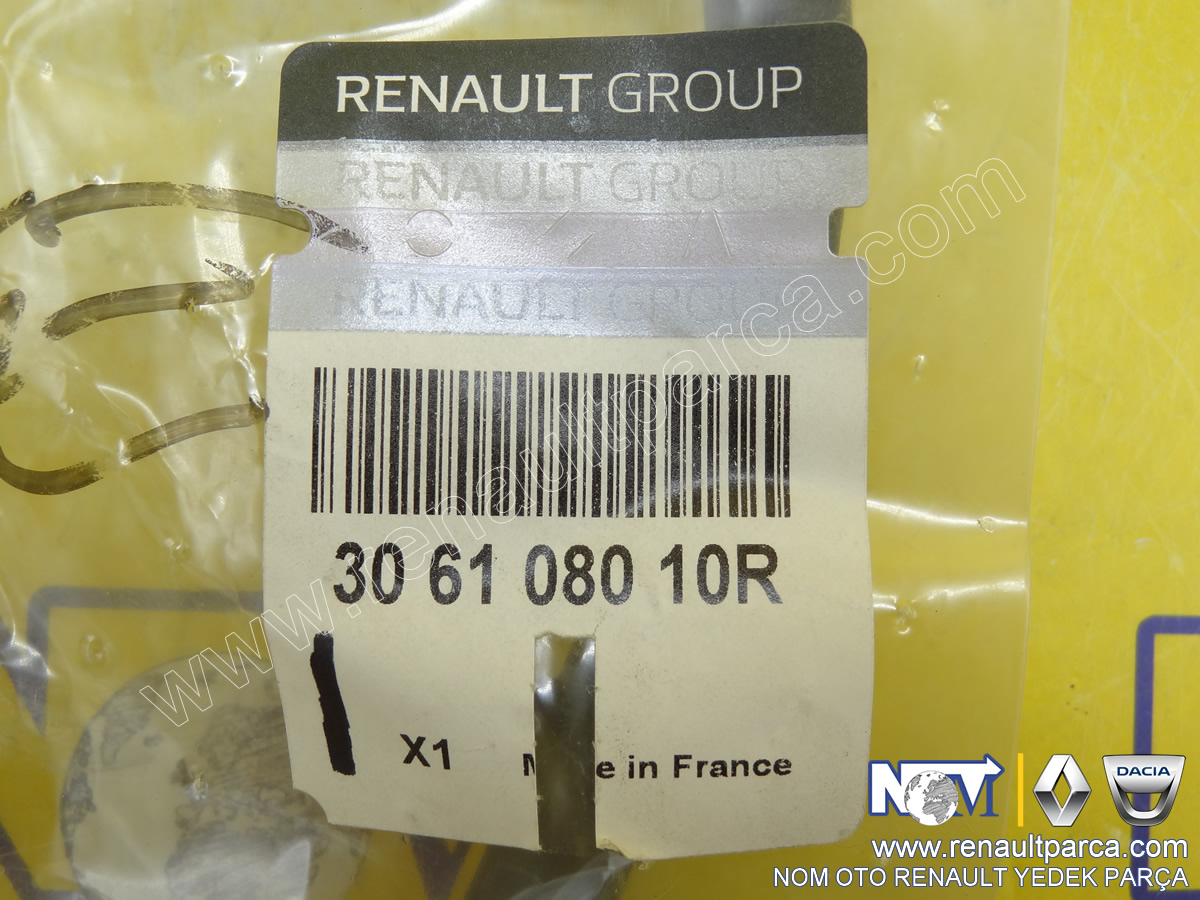 RENAULT GROUP
RENAULT GROUP
RENAULT GROUP
30 61 080 10R
X1
in France
www.renaultparca.com
NOM
DACIA
www.renaultparca.com
NOM OTO RENAULT YEDEK PARÇA